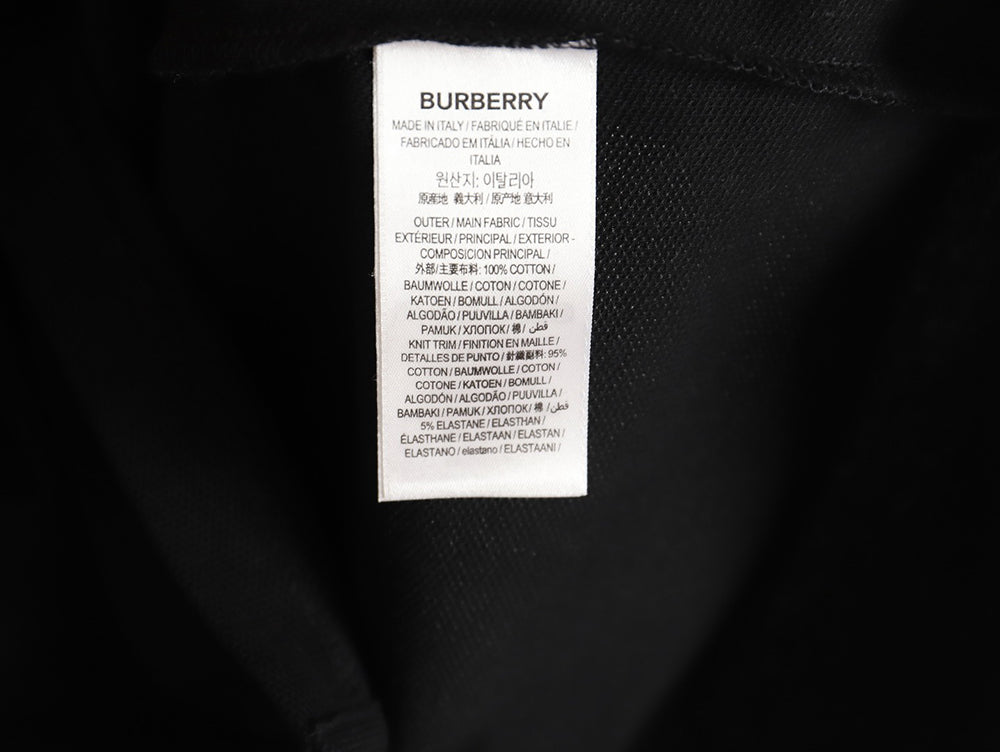 BURBERRY
MADE IN ITALY / FABRIQUÉ EN ITALIE /
FABRICADO EM ITÁLIA / HECHO EN
ITALIA
원산지: 이탈리아
原産地 義大利 / 原产地 意大利
OUTER / MAIN FABRIC / TISSU
EXTÉRIEUR / PRINCIPAL / EXTERIOR -
COMPOSICION PRINCIPAL /
外部/主要布料: 100% COTTON /
BAUMWOLLE / COTON / COTONE /
KATOEN / BOMULL / ALGODÓN /
ALGODÃO / PUUVILLA / BAMBAKI /
PAMUK / ХЛОПОК / 棉 / قطن
KNIT TRIM / FINITION EN MAILLE /
DETALLES DE PUNTO / 針織副料: 95%
COTTON / BAUMWOLLE / COTON /
COTONE / KATOEN / BOMULL /
ALGODÓN / ALGODÃO / PUUVILLA /
BAMBAKI / PAMUK / ХЛОПОК / 棉 / قطن
5% ELASTANE / ELASTHAN /
ÉLASTHANE / ELASTAAN / ELASTAN /
ELASTANO / elastano / ELASTAANI /